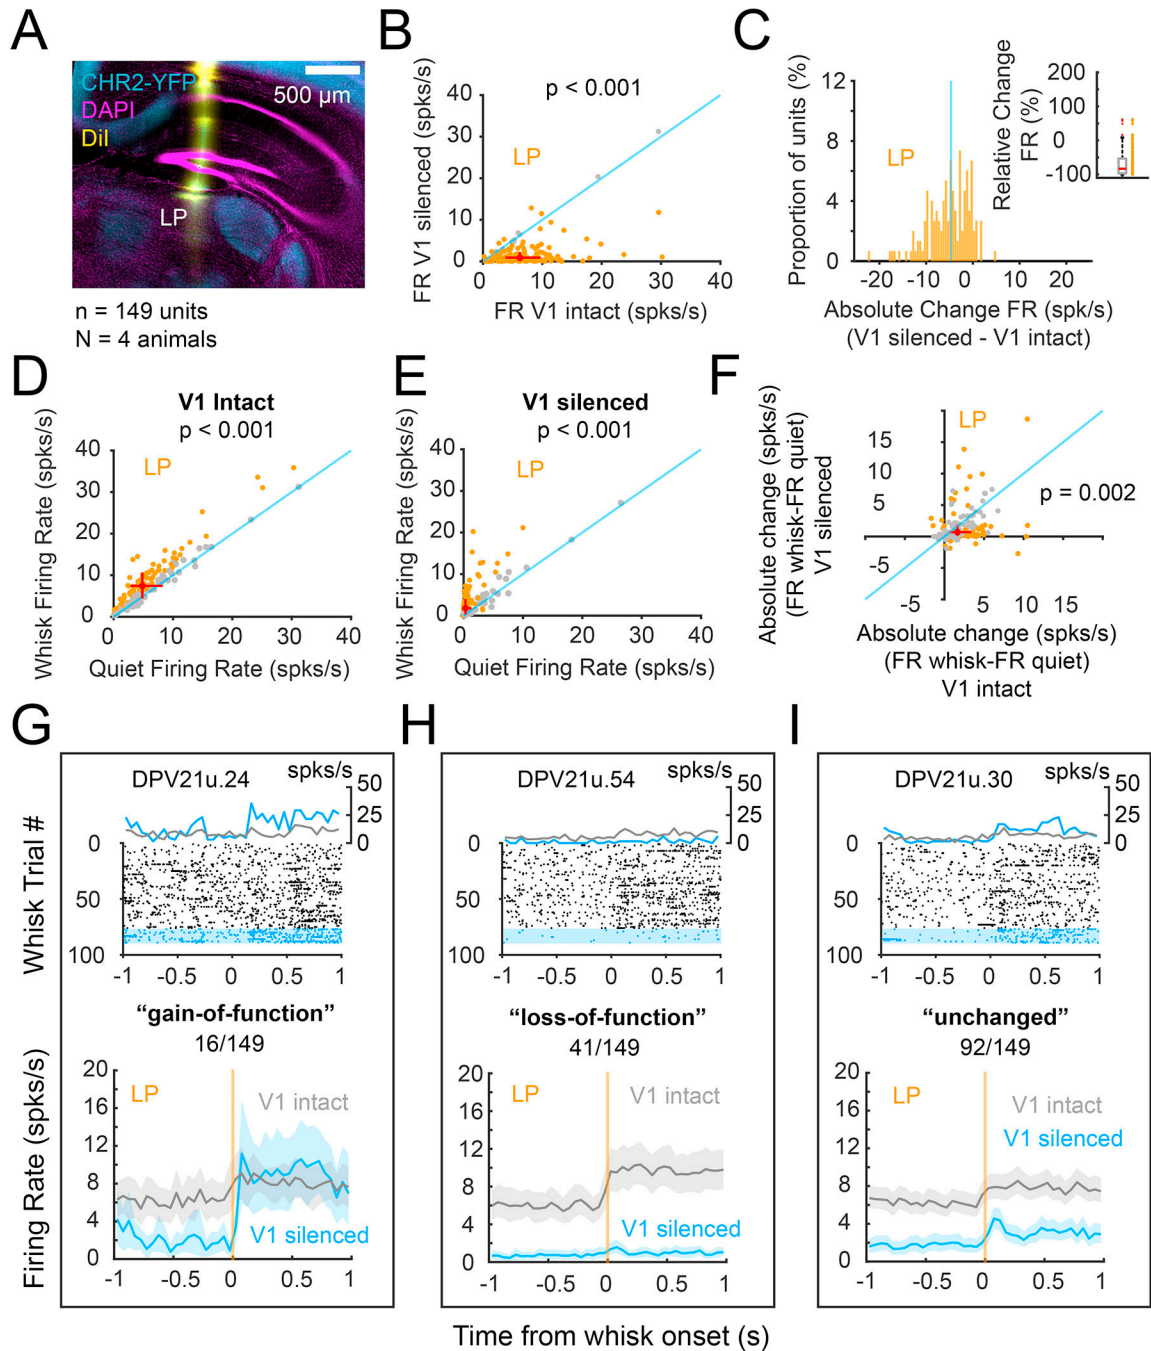 A
CHR2-YFP
DAPI
DiI
500 µm
LP
n = 149 units
N = 4 animals
B
p < 0.001
LP
FR V1 silenced (spks/s)
40
30
20
10
0
0 10 20 30 40
FR V1 intact (spks/s)
C
Proportion of units (%)
12
8
4
0
LP
-20 -10 0 10 20
Absolute Change FR (spk/s)
(V1 silenced - V1 intact)
Relative Change
FR (%)
200
100
0
-100
D
V1 Intact
p < 0.001
LP
Whisk Firing Rate (spks/s)
40
30
20
10
0
0 10 20 30 40
Quiet Firing Rate (spks/s)
E
V1 silenced
p < 0.001
LP
Whisk Firing Rate (spks/s)
40
30
20
10
0
0 10 20 30 40
Quiet Firing Rate (spks/s)
F
LP
p = 0.002
Absolute change (spks/s)
(FR whisk-FR quiet)
V1 silenced
15
10
5
-5
-5 5 15
Absolute change (spks/s)
(FR whisk-FR quiet)
V1 intact
G
DPV21u.24
spks/s
50
25
0
Whisk Trial #
0
50
100
-1 -0.5 0 0.5 1
“gain-of-function”
16/149
Firing Rate (spks/s)
20
16
12
8
4
0
LP
V1 intact
V1 silenced
-1 -0.5 0 0.5 1
H
DPV21u.54
spks/s
50
25
0
0
50
100
-1 -0.5 0 0.5 1
“loss-of-function”
41/149
20
16
12
8
4
0
LP
V1 intact
V1 silenced
-1 -0.5 0 0.5 1
I
DPV21u.30
spks/s
50
25
0
0
50
100
-1 -0.5 0 0.5 1
“unchanged”
92/149
20
16
12
8
4
0
LP
V1 intact
V1 silenced
-1 -0.5 0 0.5 1
Time from whisk onset (s)